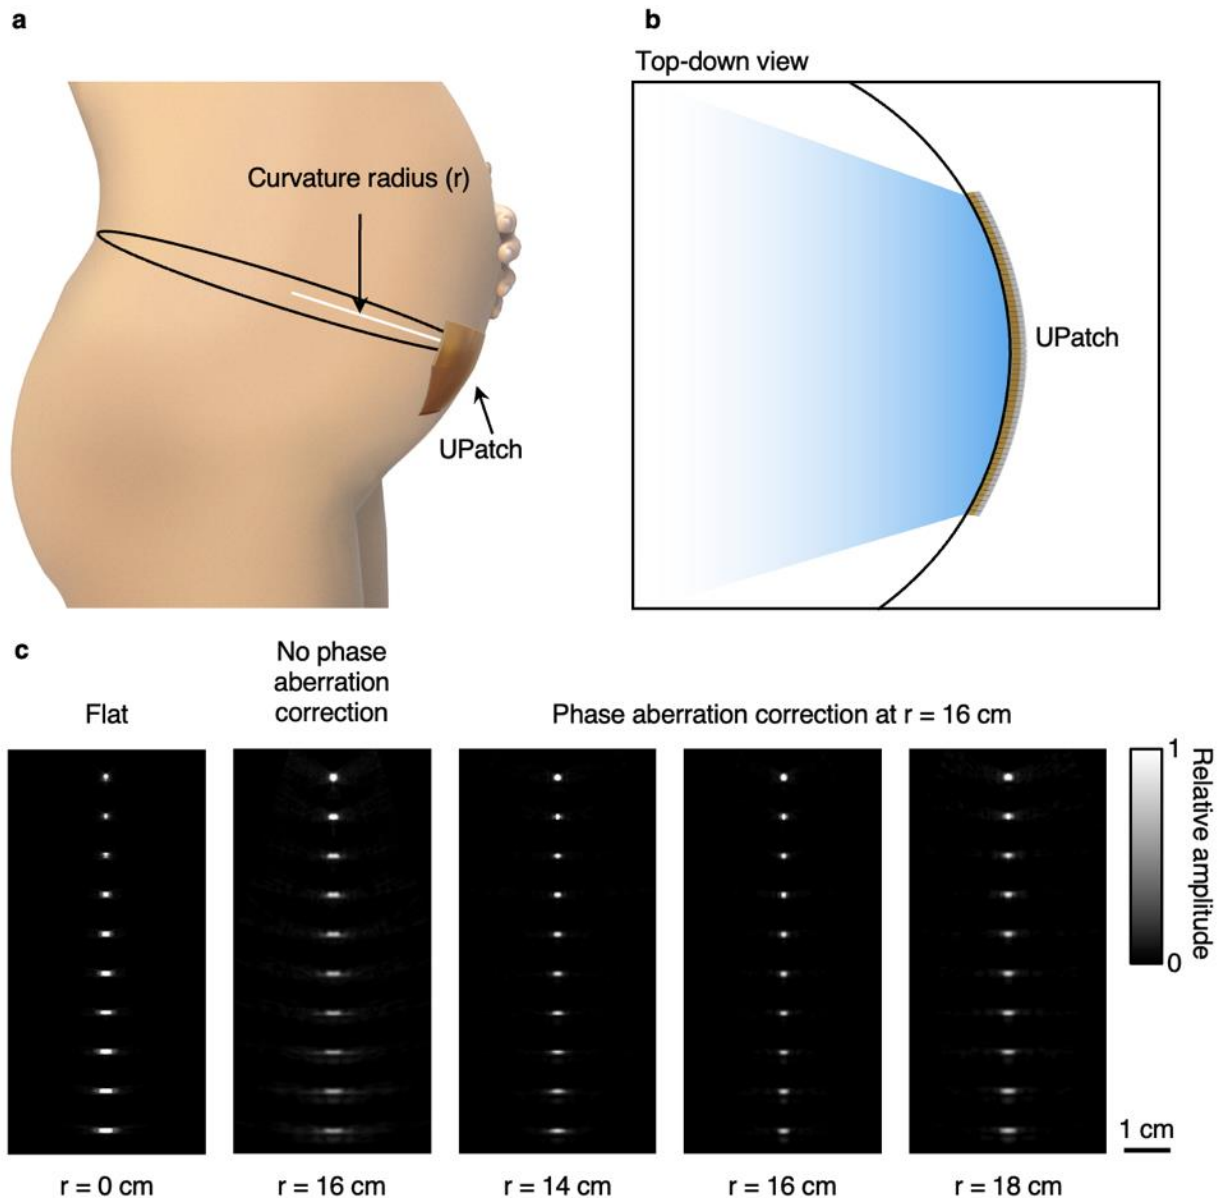 a
Curvature radius (r)
UPatch
b
Top-down view
UPatch
c
Flat
No phase
aberration
correction
Phase aberration correction at r = 16 cm
1
Relative amplitude
0
1 cm
r = 0 cm
r = 16 cm
r = 14 cm
r = 16 cm
r = 18 cm